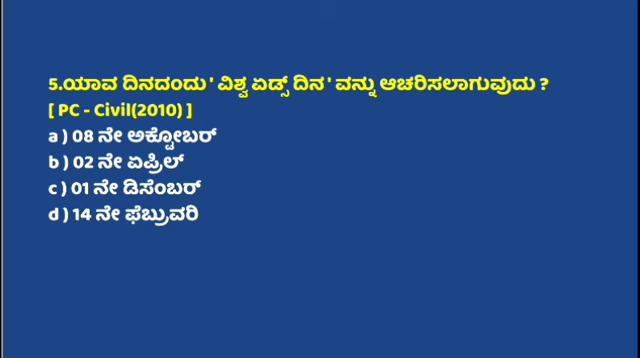 5.ಯಾವ ದಿನದಂದು ' ವಿಶ್ವ ಏಡ್ಸ್ ದಿನ ' ವನ್ನು ಆಚರಿಸಲಾಗುವುದು ?
[ PC - Civil(2010) ]
a ) 08 ನೇ ಅಕ್ಟೋಬರ್
b ) 02 ನೇ ಏಪ್ರಿಲ್
c ) 01 ನೇ ಡಿಸೆಂಬರ್
d ) 14 ನೇ ಫೆಬ್ರುವರಿ